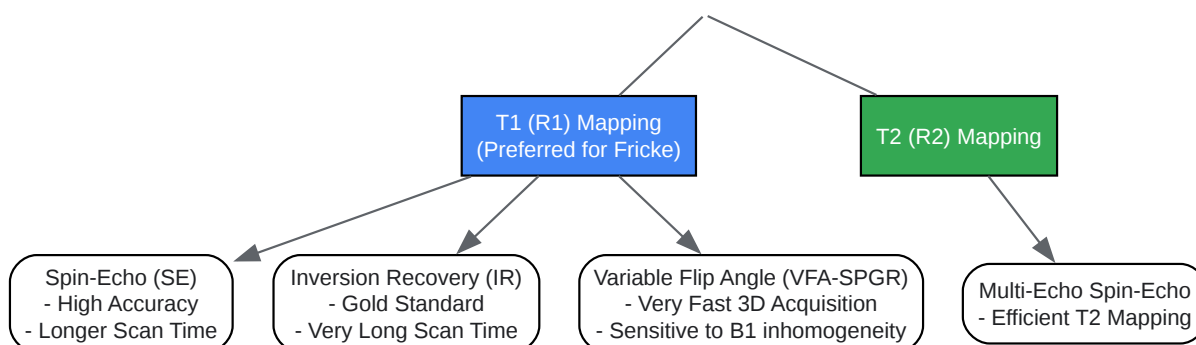 T1 (R1) Mapping
(Preferred for Fricke)
T2 (R2) Mapping
Spin-Echo (SE)
- High Accuracy
- Longer Scan Time
Inversion Recovery (IR)
- Gold Standard
- Very Long Scan Time
Variable Flip Angle (VFA-SPGR)
- Very Fast 3D Acquisition
- Sensitive to B1 inhomogeneity
Multi-Echo Spin-Echo
- Efficient T2 Mapping